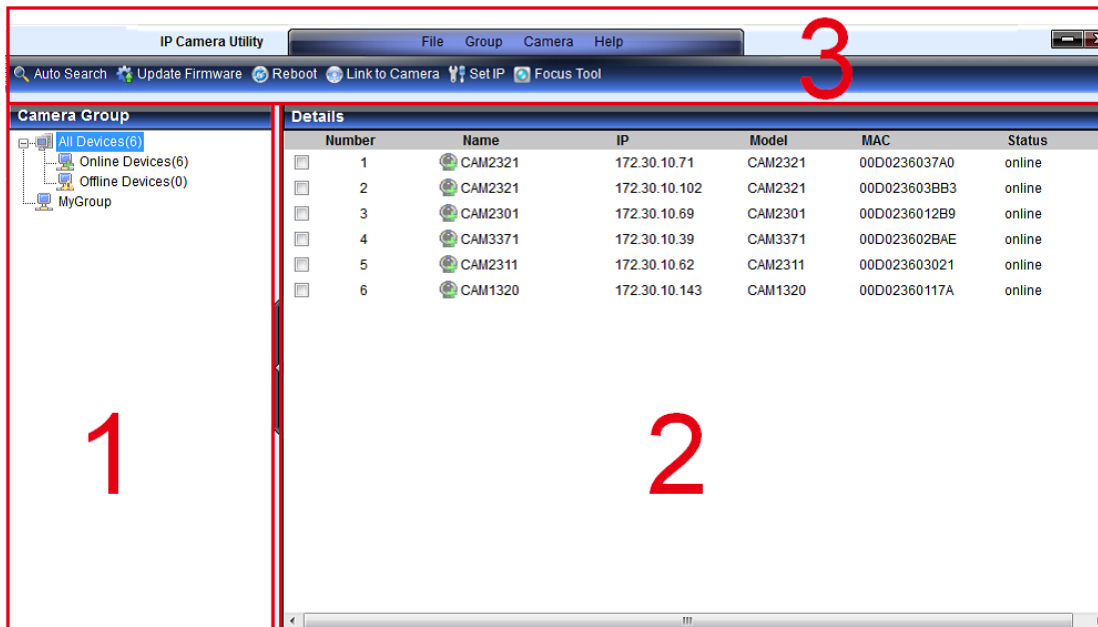 IP Camera Utility File Group Camera Help
3
Auto Search Update Firmware Reboot Link to Camera Set IP Focus Tool
Camera Group
All Devices(6)
Online Devices(6)
Offline Devices(0)
MyGroup
1
Details
Number Name IP Model MAC Status
1 CAM2321 172.30.10.71 CAM2321 00D0236037A0 online
2 CAM2321 172.30.10.102 CAM2321 00D023603BB3 online
3 CAM2301 172.30.10.69 CAM2301 00D0236012B9 online
4 CAM3371 172.30.10.39 CAM3371 00D023602BAE online
5 CAM2311 172.30.10.62 CAM2311 00D023603021 online
6 CAM1320 172.30.10.143 CAM1320 00D02360117A online
2